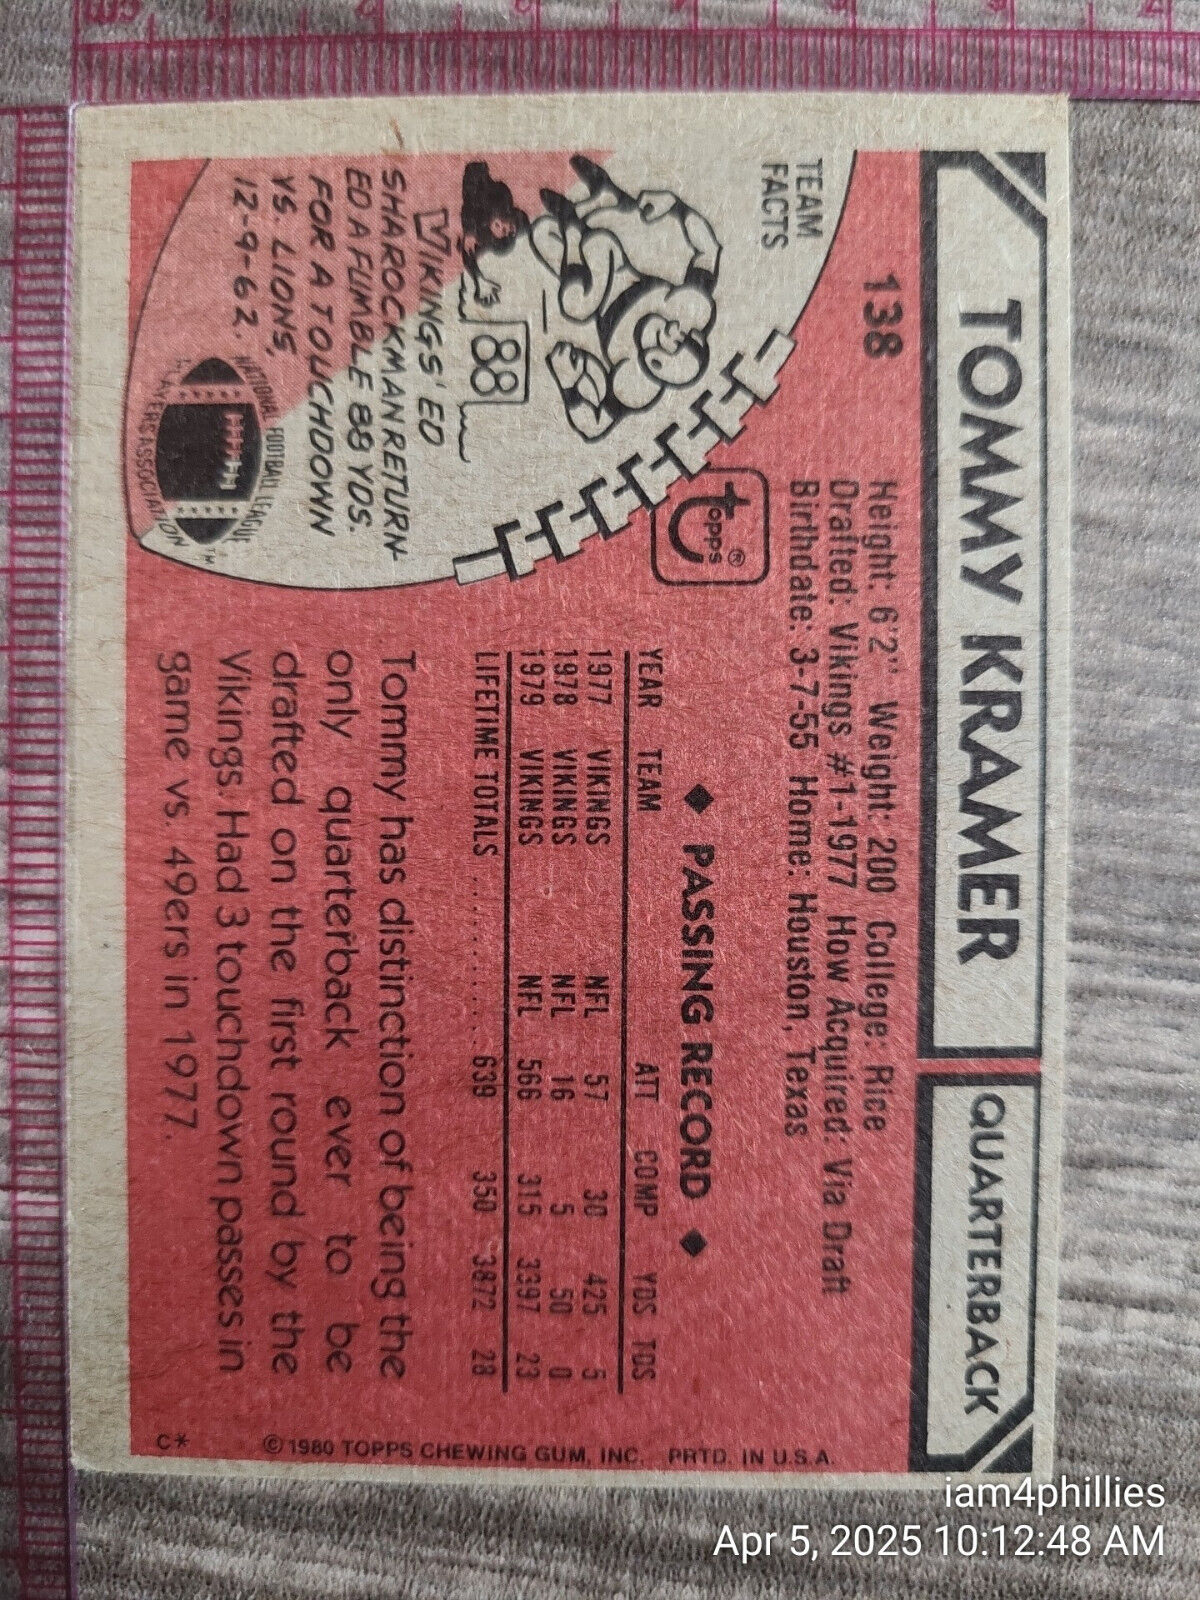 TOMMY KRAMER
QUARTERBACK
138
Height: 6'2" Weight: 200 College: Rice
Drafted: Vikings #1-1977 How Acquired: Via Draft
Birthdate: 3-7-55 Home: Houston, Texas
TEAM
FACTS
topps®
88
VIKINGS' ED
SHAROCKMAN RETURN-
ED A FUMBLE 88 YDS.
FOR A TOUCHDOWN
VS. LIONS,
12-9-62.
NATIONAL FOOTBALL LEAGUE
PLAYERS ASSOCIATION
TM
◆ PASSING RECORD ◆
YEAR TEAM ATT COMP YDS TDS
1977 VIKINGS NFL 57 30 425 5
1978 VIKINGS NFL 16 5 50 0
1979 VIKINGS NFL 566 315 3397 23
LIFETIME TOTALS .......... 639 350 3872 28
Tommy has distinction of being the
only quarterback ever to be
drafted on the first round by the
Vikings. Had 3 touchdown passes in
game vs. 49ers in 1977.
C*
©1980 TOPPS CHEWING GUM, INC. PRTD. IN U.S.A.
iam4phillies
Apr 5, 2025 10:12:48 AM